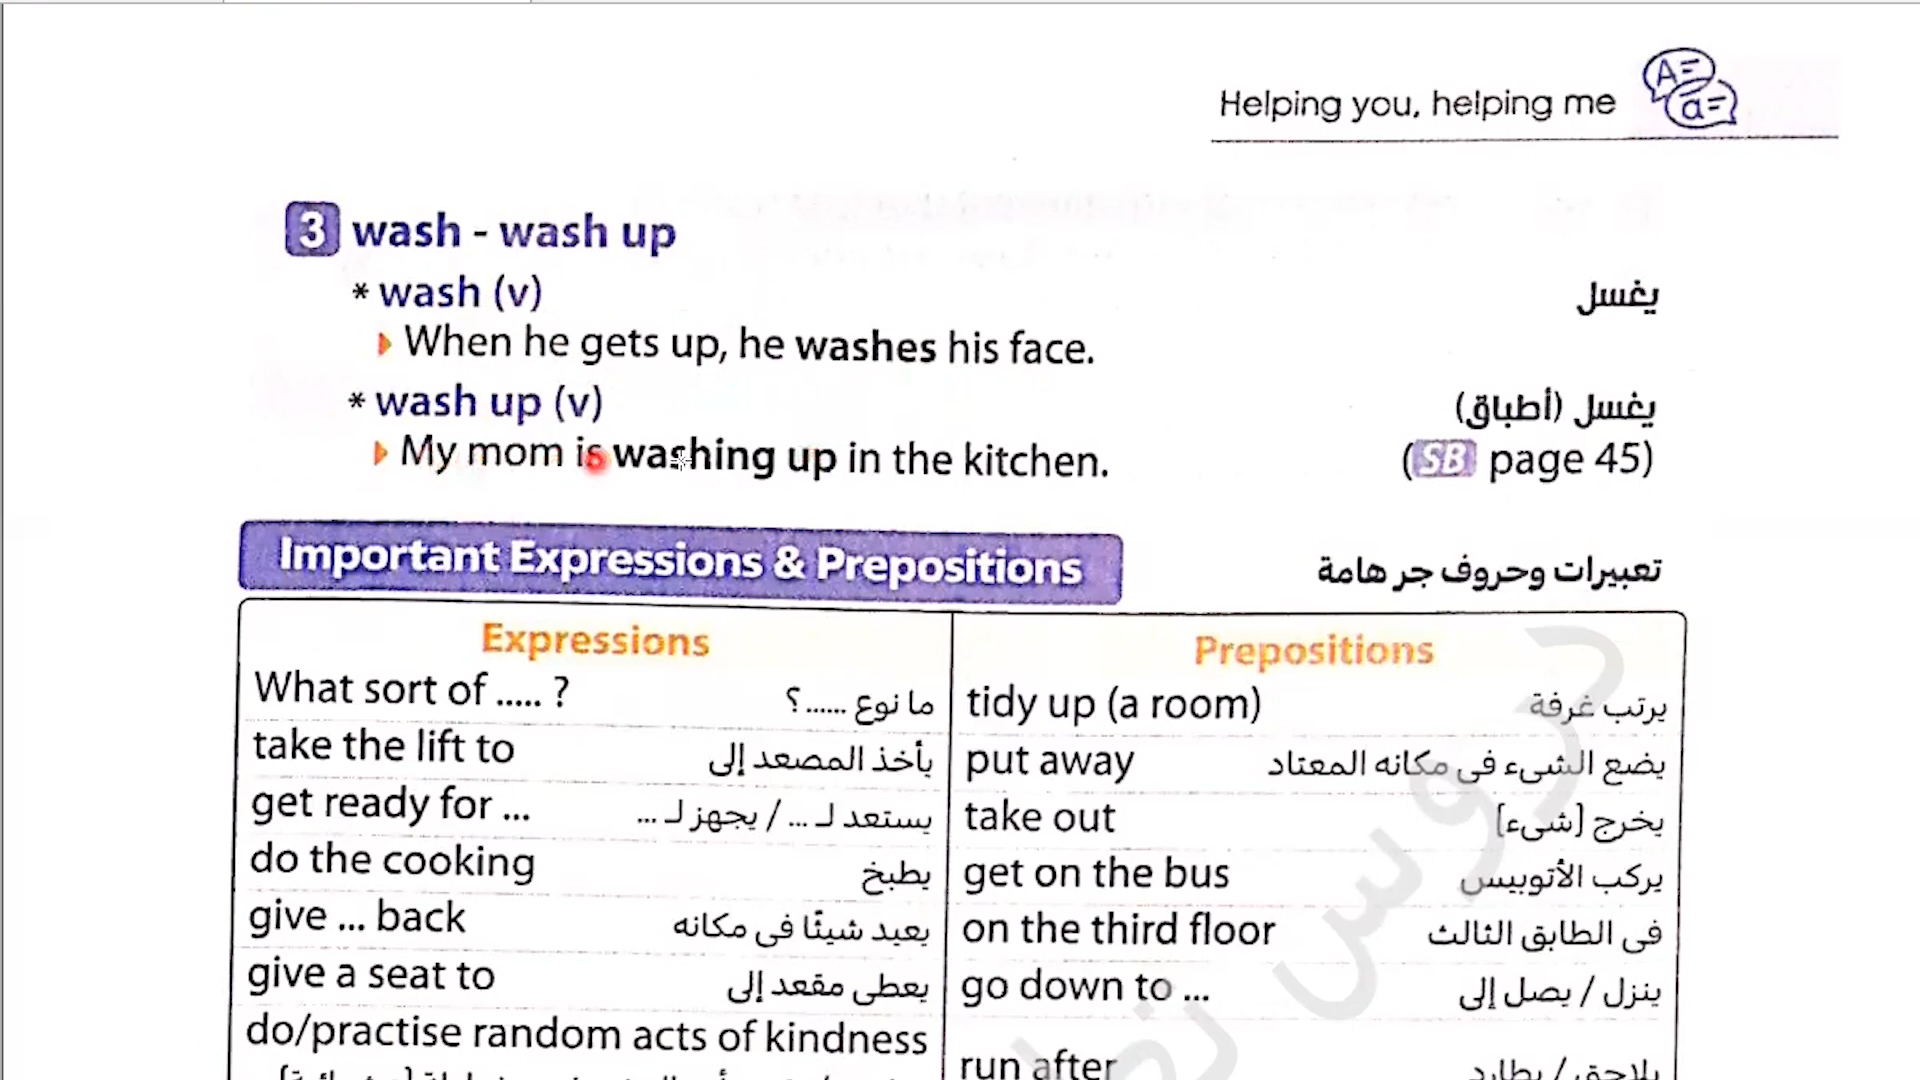 Helping you, helping me
3 wash - wash up
* wash (v) يغسل
When he gets up, he washes his face.
* wash up (v) يغسل (أطباق)
My mom is washing up in the kitchen. (SB page 45)
Important Expressions & Prepositions تعبيرات وحروف جر هامة
Expressions Prepositions
What sort of ..... ? ما نوع ......؟ tidy up (a room) يرتب غرفة
take the lift to يأخذ المصعد إلى put away يضع الشىء فى مكانه المعتاد
get ready for ... يستعد لـ ... / يجهز لـ ... take out يخرج [شىء]
do the cooking يطبخ get on the bus يركب الأتوبيس
give ... back يعيد شيئًا فى مكانه on the third floor فى الطابق الثالث
give a seat to يعطى مقعد إلى go down to ... ينزل / يصل إلى
do/practise random acts of kindness
run after يلاحق / يطارد